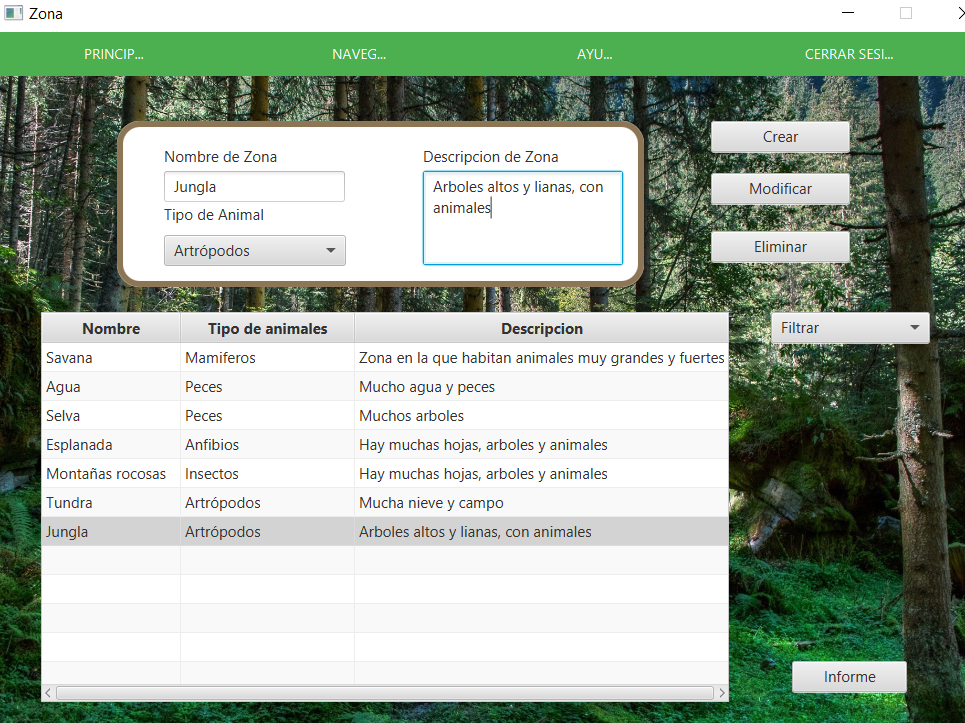 Zona
PRINCIP... NAVEG... AYU... CERRAR SESI...
Nombre de Zona
Jungla
Tipo de Animal
Artrópodos
Descripcion de Zona
Arboles altos y lianas, con
animales
Crear
Modificar
Eliminar
Filtrar
Nombre Tipo de animales Descripcion
Savana Mamiferos Zona en la que habitan animales muy grandes y fuertes
Agua Peces Mucho agua y peces
Selva Peces Muchos arboles
Esplanada Anfibios Hay muchas hojas, arboles y animales
Montañas rocosas Insectos Hay muchas hojas, arboles y animales
Tundra Artrópodos Mucha nieve y campo
Jungla Artrópodos Arboles altos y lianas, con animales
Informe